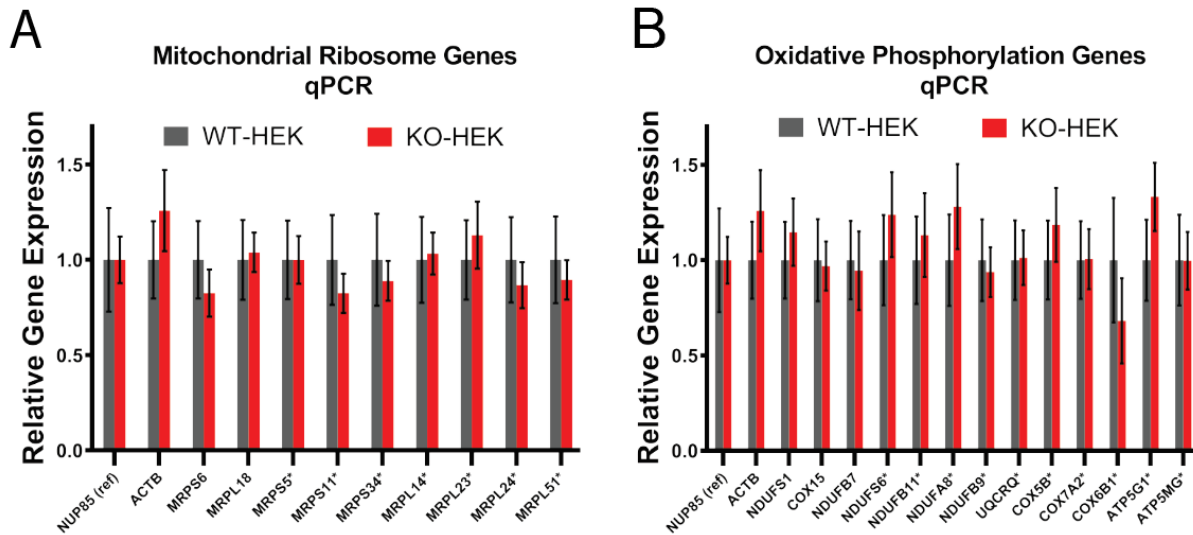 A
Mitochondrial Ribosome Genes
qPCR
WT-HEK KO-HEK
Relative Gene Expression
1.5
1.0
0.5
0.0
NUP85 (ref) ACTB MRPS6 MRPL18 MRPS5* MRPS11* MRPS34* MRPL14* MRPL23* MRPL24* MRPL51*
B
Oxidative Phosphorylation Genes
qPCR
WT-HEK KO-HEK
Relative Gene Expression
1.5
1.0
0.5
0.0
NUP85 (ref) ACTB NDUFS1 COX15 NDUFB7 NDUFS6* NDUFB11* NDUFA8* NDUFB9* UQCRQ* COX5B* COX7A2* COX6B1* ATP5G1* ATP5MG*